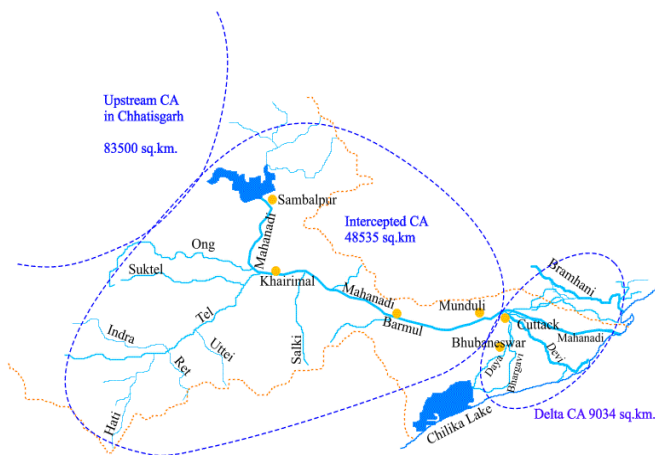 Upstream CA
in Chhatisgarh
83500 sq.km.
Sambalpur
Intercepted CA
48535 sq.km
Mahanadi
Ong
Suktel
Khairimal
Bramhani
Mahanadi
Munduli
Tel
Barmul
Cuttack
Mahanadi
Indra
Uttei
Salki
Bhubaneswar
Devi
Ret
Daya
Bhargavi
Hati
Chilika Lake
Delta CA 9034 sq.km.